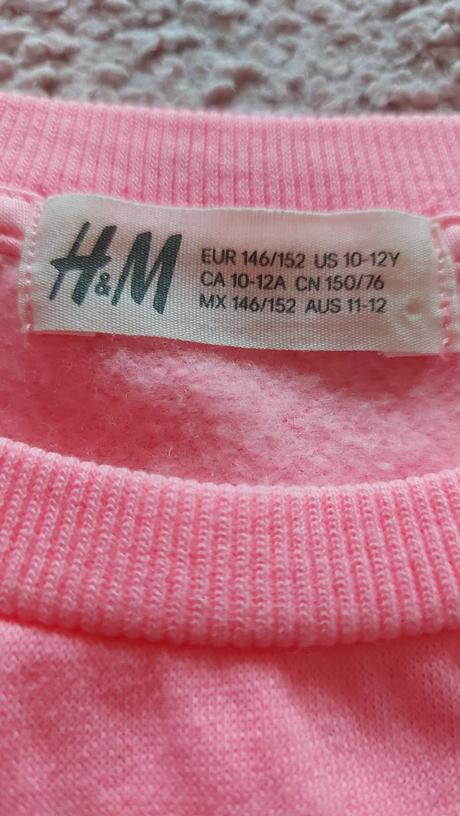 H&M
EUR 146/152 US 10-12Y
CA 10-12A CN 150/76
MX 146/152 AUS 11-12